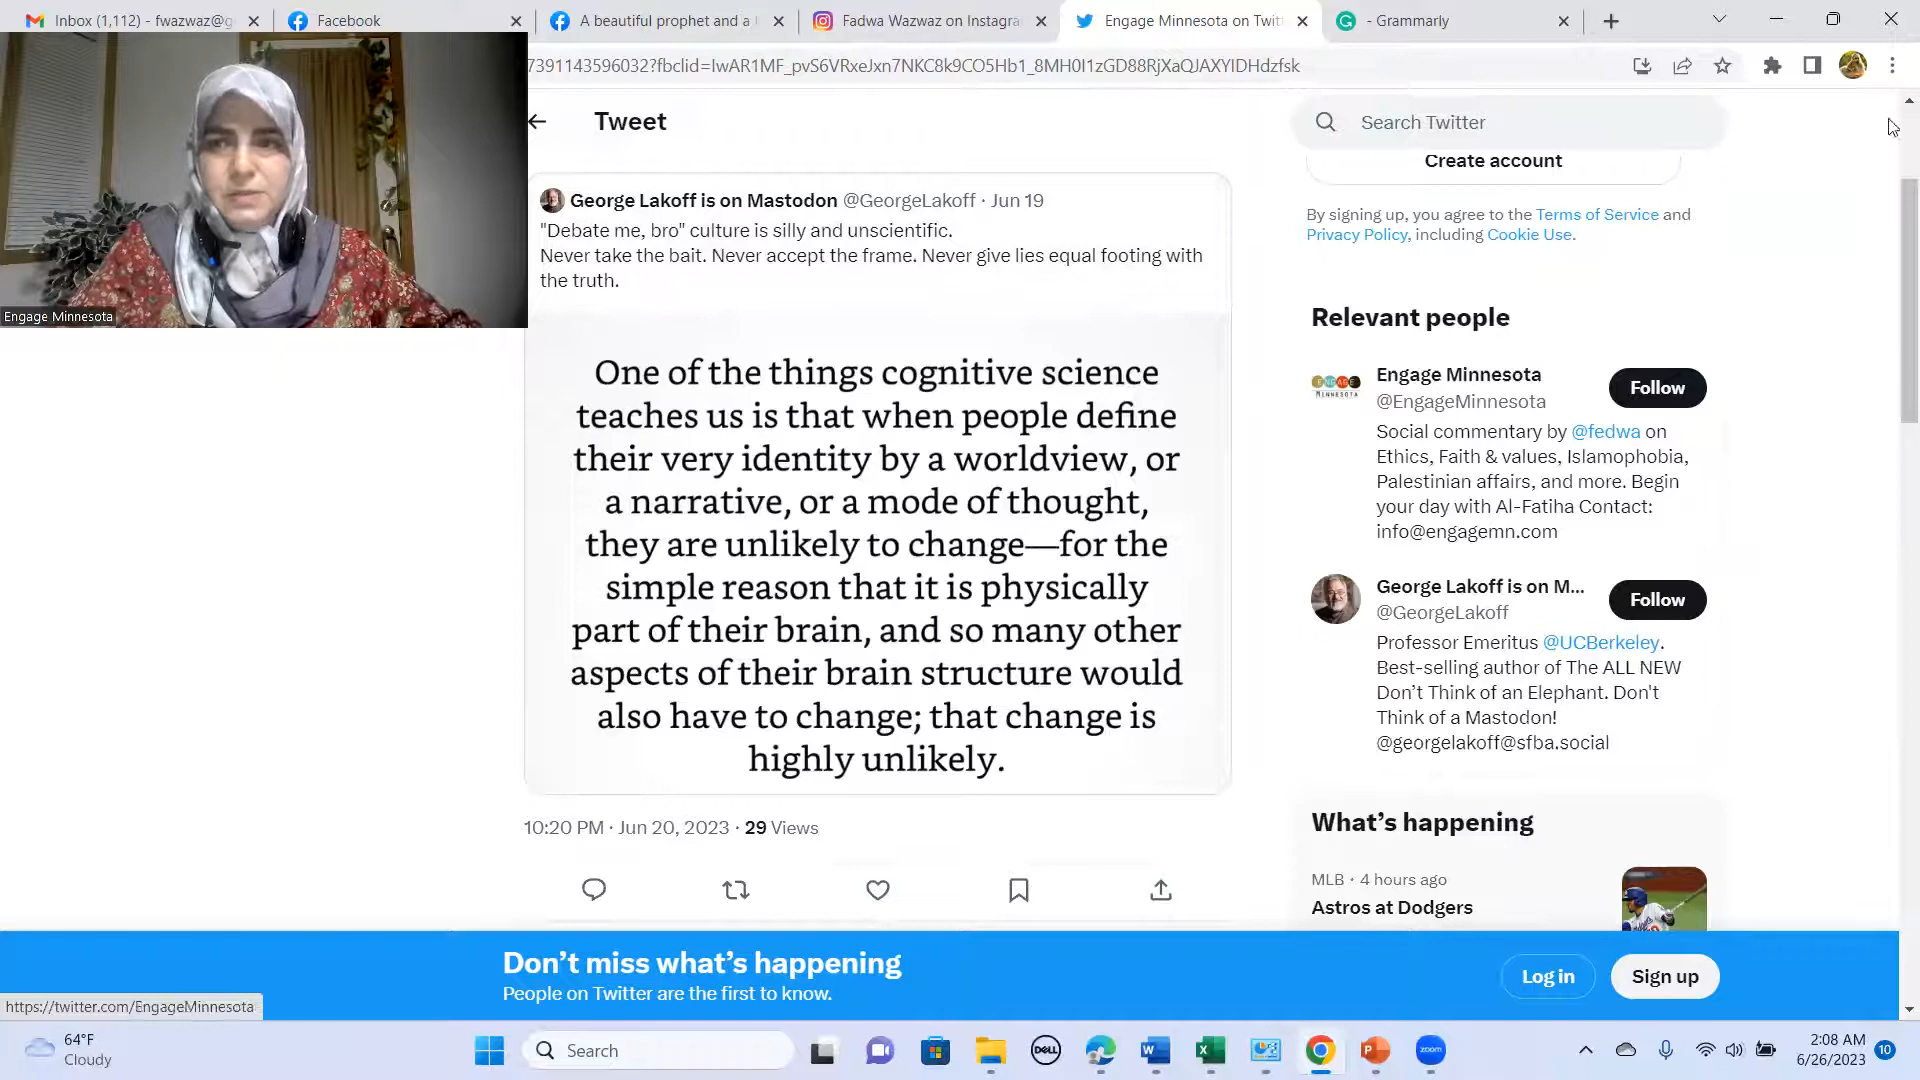 Inbox (1,112) - fwazwaz@g
Facebook
A beautiful prophet and a
Fadwa Wazwaz on Instagra
Engage Minnesota on Twit
- Grammarly
7391143596032?fbclid=IwAR1MF_pvS6VRxeJxn7NKC8k9CO5Hb1_8MH0I1zGD88RjXaQJAXYIDHdzfsk
Engage Minnesota
Tweet
George Lakoff is on Mastodon @GeorgeLakoff · Jun 19
"Debate me, bro" culture is silly and unscientific.
Never take the bait. Never accept the frame. Never give lies equal footing with
the truth.
One of the things cognitive science
teaches us is that when people define
their very identity by a worldview, or
a narrative, or a mode of thought,
they are unlikely to change—for the
simple reason that it is physically
part of their brain, and so many other
aspects of their brain structure would
also have to change; that change is
highly unlikely.
10:20 PM · Jun 20, 2023 · 29 Views
Search Twitter
Create account
By signing up, you agree to the Terms of Service and
Privacy Policy, including Cookie Use.
Relevant people
Engage Minnesota
@EngageMinnesota
Follow
Social commentary by @fedwa on
Ethics, Faith & values, Islamophobia,
Palestinian affairs, and more. Begin
your day with Al-Fatiha Contact:
info@engagemn.com
George Lakoff is on M...
@GeorgeLakoff
Follow
Professor Emeritus @UCBerkeley.
Best-selling author of The ALL NEW
Don't Think of an Elephant. Don't
Think of a Mastodon!
@georgelakoff@sfba.social
What's happening
MLB · 4 hours ago
Astros at Dodgers
Don't miss what's happening
People on Twitter are the first to know.
Log in
Sign up
https://twitter.com/EngageMinnesota
64°F
Cloudy
Search
DELL
zoom
2:08 AM
6/26/2023
10